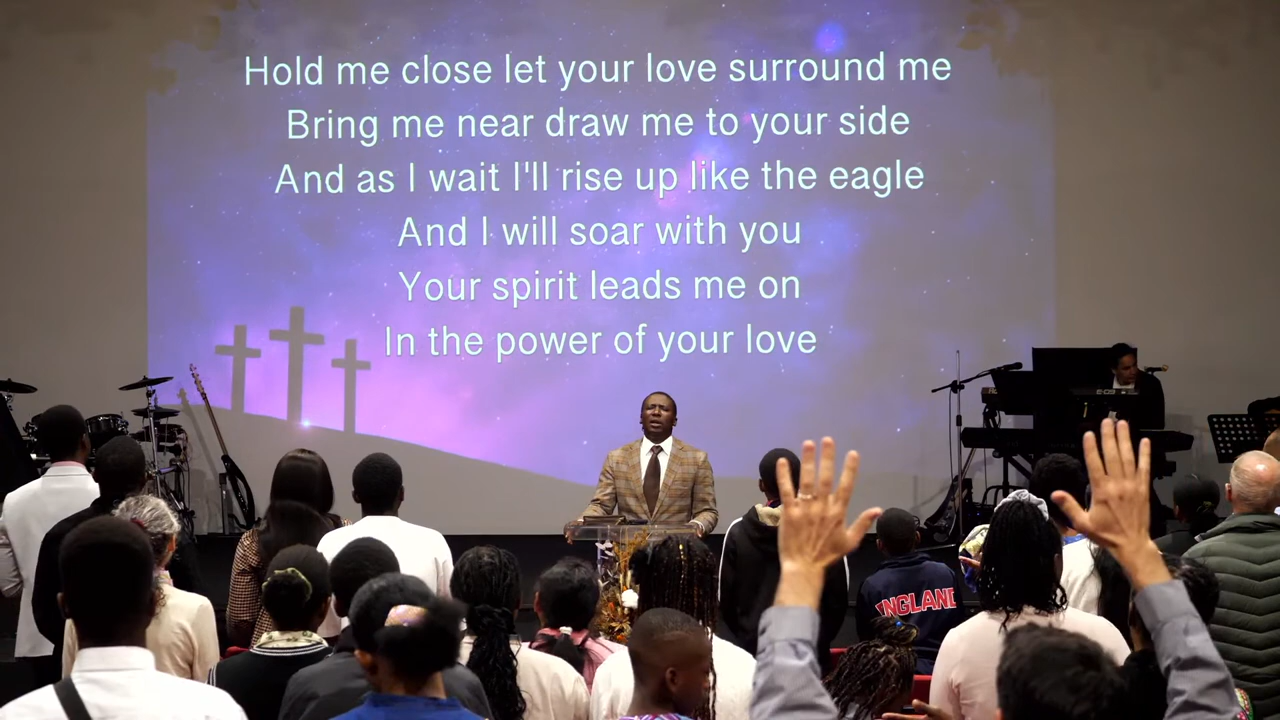 Hold me close let your love surround me
Bring me near draw me to your side
And as I wait I'll rise up like the eagle
And I will soar with you
Your spirit leads me on
In the power of your love